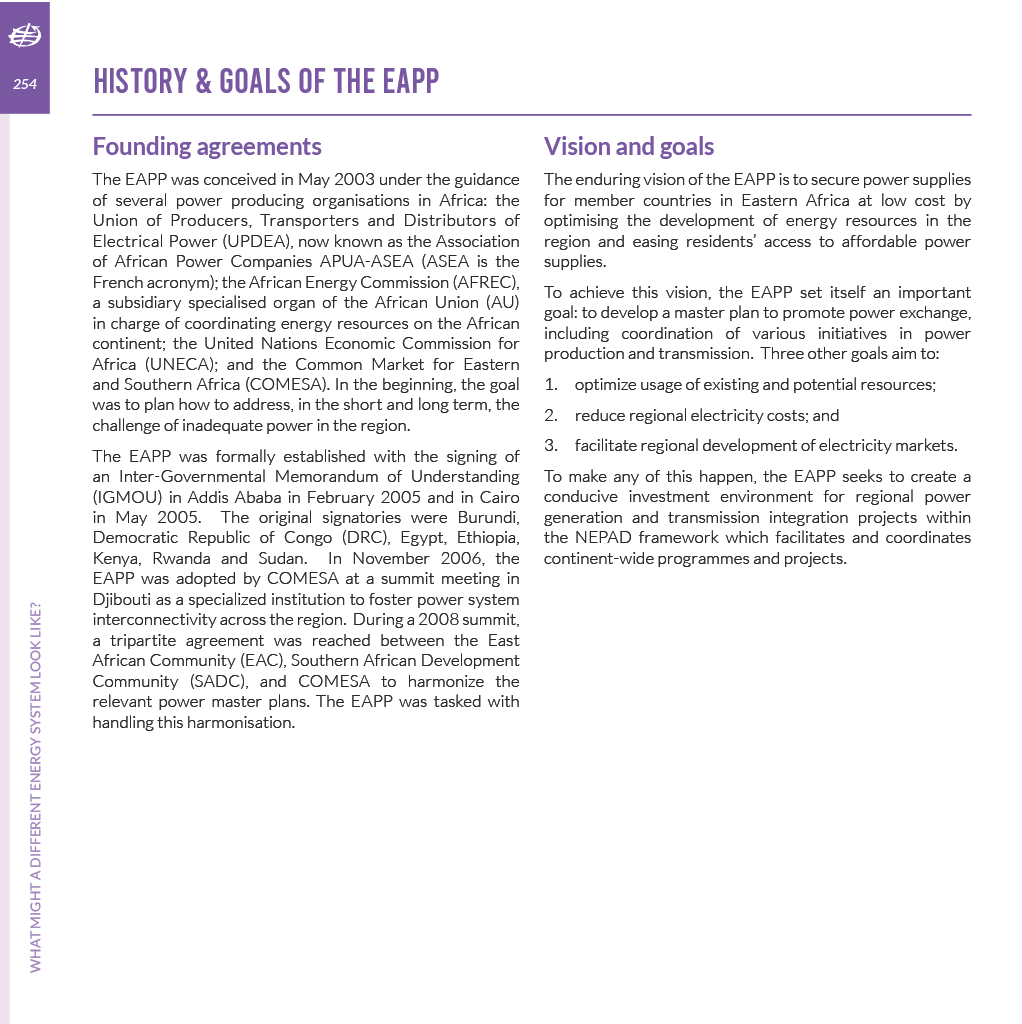 254
HISTORY & GOALS OF THE EAPP
Founding agreements
The EAPP was conceived in May 2003 under the guidance
of several power producing organisations in Africa: the
Union of Producers, Transporters and Distributors of
Electrical Power (UPDEA), now known as the Association
of African Power Companies APUA-ASEA (ASEA is the
French acronym); the African Energy Commission (AFREC),
a subsidiary specialised organ of the African Union (AU)
in charge of coordinating energy resources on the African
continent; the United Nations Economic Commission for
Africa (UNECA); and the Common Market for Eastern
and Southern Africa (COMESA). In the beginning, the goal
was to plan how to address, in the short and long term, the
challenge of inadequate power in the region.
The EAPP was formally established with the signing of
an Inter-Governmental Memorandum of Understanding
(IGMOU) in Addis Ababa in February 2005 and in Cairo
in May 2005. The original signatories were Burundi,
Democratic Republic of Congo (DRC), Egypt, Ethiopia,
Kenya, Rwanda and Sudan. In November 2006, the
EAPP was adopted by COMESA at a summit meeting in
Djibouti as a specialized institution to foster power system
interconnectivity across the region. During a 2008 summit,
a tripartite agreement was reached between the East
African Community (EAC), Southern African Development
Community (SADC), and COMESA to harmonize the
relevant power master plans. The EAPP was tasked with
handling this harmonisation.
Vision and goals
The enduring vision of the EAPP is to secure power supplies
for member countries in Eastern Africa at low cost by
optimising the development of energy resources in the
region and easing residents' access to affordable power
supplies.
To achieve this vision, the EAPP set itself an important
goal: to develop a master plan to promote power exchange,
including coordination of various initiatives in power
production and transmission. Three other goals aim to:
1. optimize usage of existing and potential resources;
2. reduce regional electricity costs; and
3. facilitate regional development of electricity markets.
To make any of this happen, the EAPP seeks to create a
conducive investment environment for regional power
generation and transmission integration projects within
the NEPAD framework which facilitates and coordinates
continent-wide programmes and projects.
WHAT MIGHT A DIFFERENT ENERGY SYSTEM LOOK LIKE?